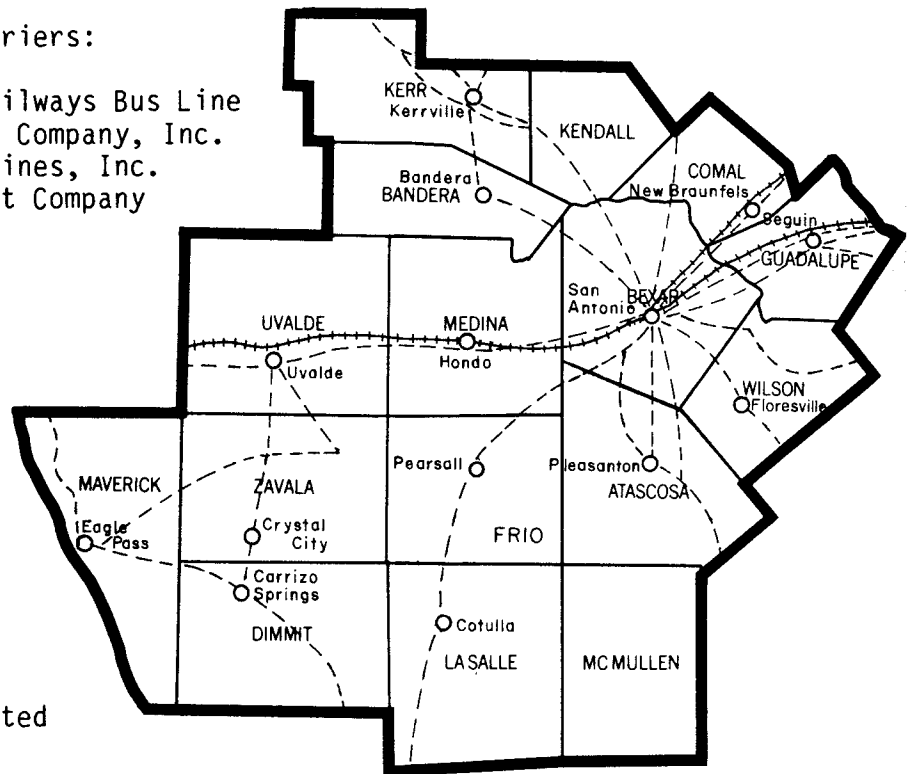 riers:
ilways Bus Line
Company, Inc.
ines, Inc.
t Company
KERR
Kerrville
KENDALL
Bandera
BANDERA
COMAL
New Braunfels
Seguin
GUADALUPE
San
Antonio
BEXAR
UVALDE
Uvalde
MEDINA
Hondo
WILSON
Floresville
MAVERICK
Eagle
Pass
ZAVALA
Crystal
City
Pearsall
FRIO
Pleasanton
ATASCOSA
Carrizo
Springs
DIMMIT
Cotulla
LA SALLE
MC MULLEN
ted